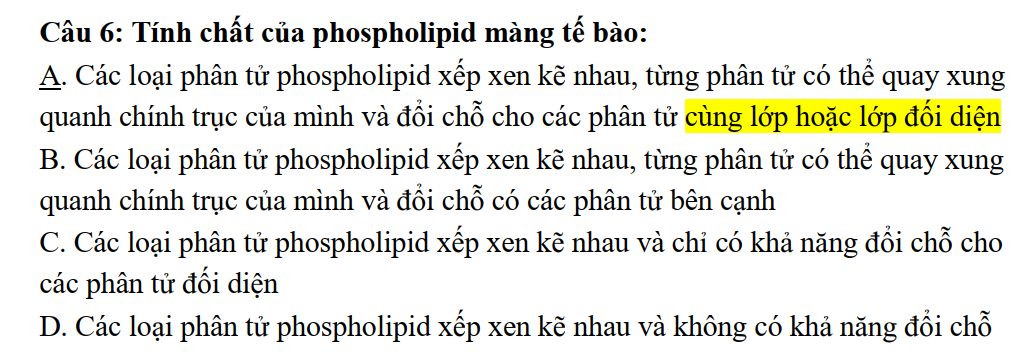 Câu 6: Tính chất của phospholipid màng tế bào:
A. Các loại phân tử phospholipid xếp xen kẽ nhau, từng phân tử có thể quay xung
quanh chính trục của mình và đổi chỗ cho các phân tử cùng lớp hoặc lớp đối diện
B. Các loại phân tử phospholipid xếp xen kẽ nhau, từng phân tử có thể quay xung
quanh chính trục của mình và đổi chỗ có các phân tử bên cạnh
C. Các loại phân tử phospholipid xếp xen kẽ nhau và chỉ có khả năng đổi chỗ cho
các phân tử đối diện
D. Các loại phân tử phospholipid xếp xen kẽ nhau và không có khả năng đổi chỗ